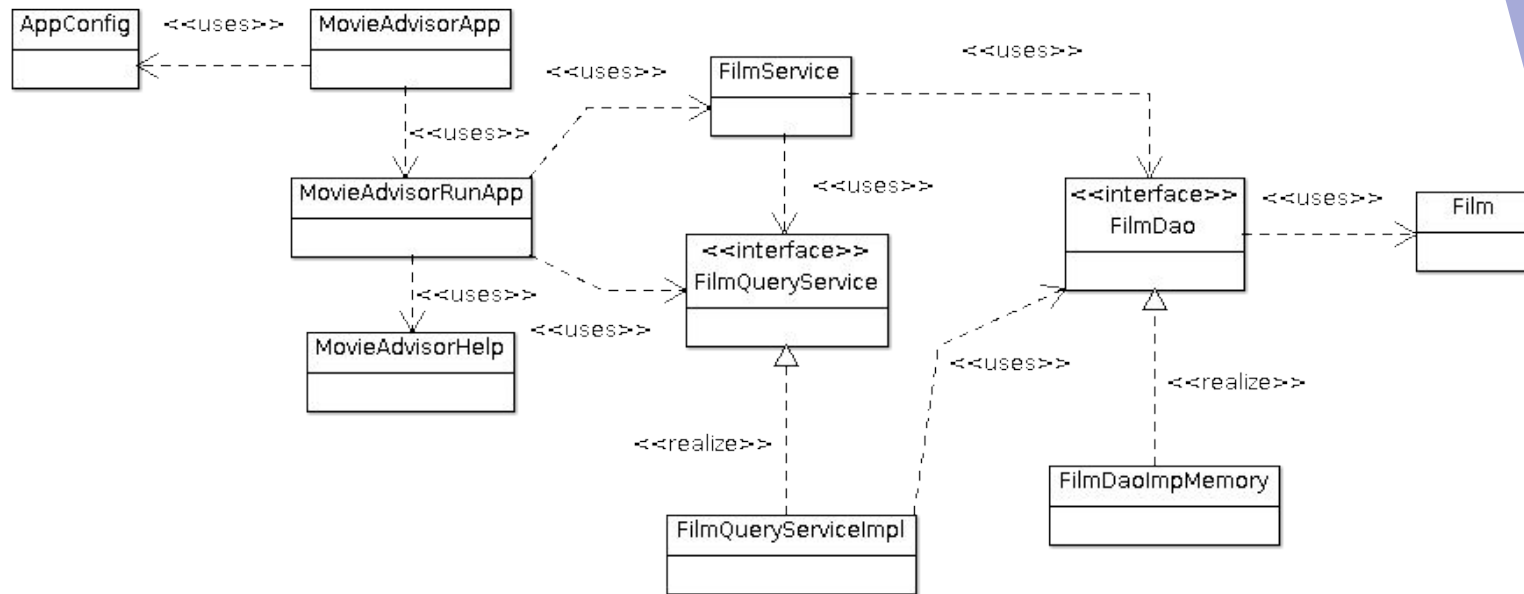 AppConfig
<<uses>>
MovieAdvisorApp
<<uses>>
<<uses>>
FilmService
<<uses>>
<<uses>>
MovieAdvisorRunApp
<<uses>>
<<interface>>
FilmDao
<<uses>>
Film
<<interface>>
FilmQueryService
<<uses>>
<<uses>>
MovieAdvisorHelp
<<uses>>
<<realize>>
<<realize>>
FilmDaoImpMemory
FilmQueryServiceImpl